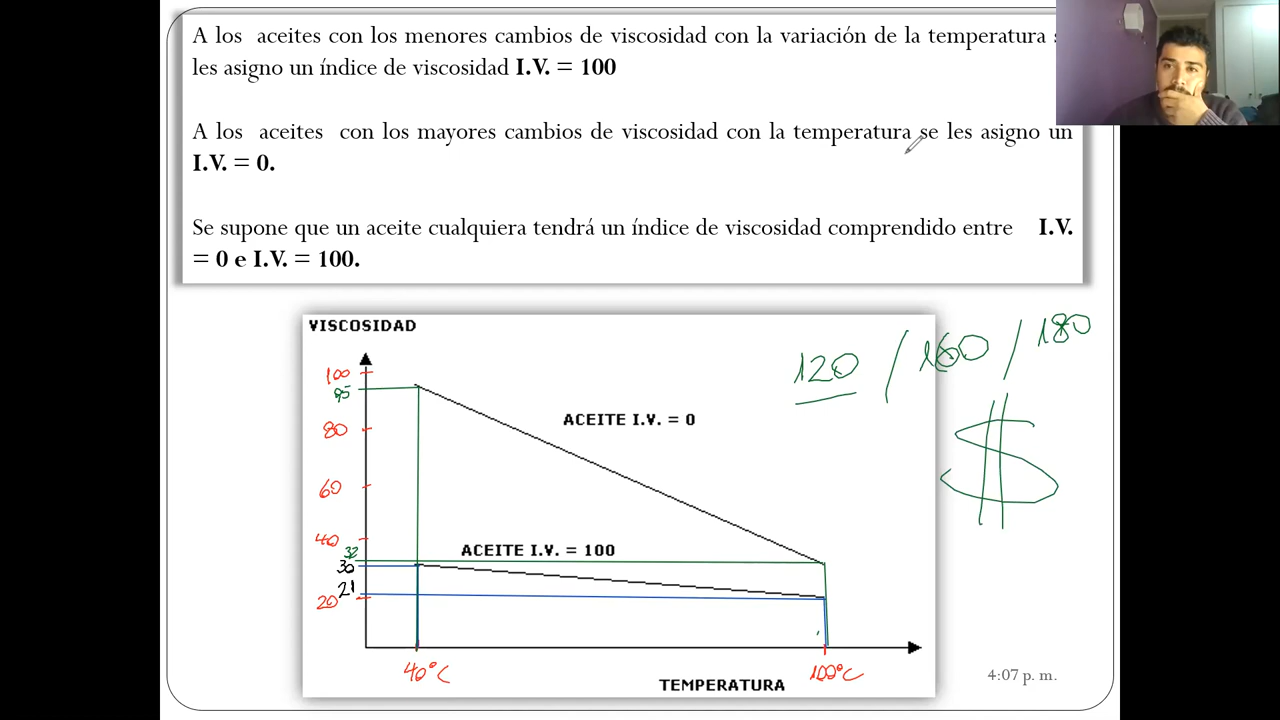 A los aceites con los menores cambios de viscosidad con la variación de la temperatura
les asigno un índice de viscosidad I.V. = 100
A los aceites con los mayores cambios de viscosidad con la temperatura se les asigno un
I.V. = 0.
Se supone que un aceite cualquiera tendrá un índice de viscosidad comprendido entre I.V.
= 0 e I.V. = 100.
VISCOSIDAD
120 / 160 / 180
100
95
80
ACEITE I.V. = 0
$
60
40
ACEITE I.V. = 100
32
30
21
20
40°C
100°C
TEMPERATURA
4:07 p. m.